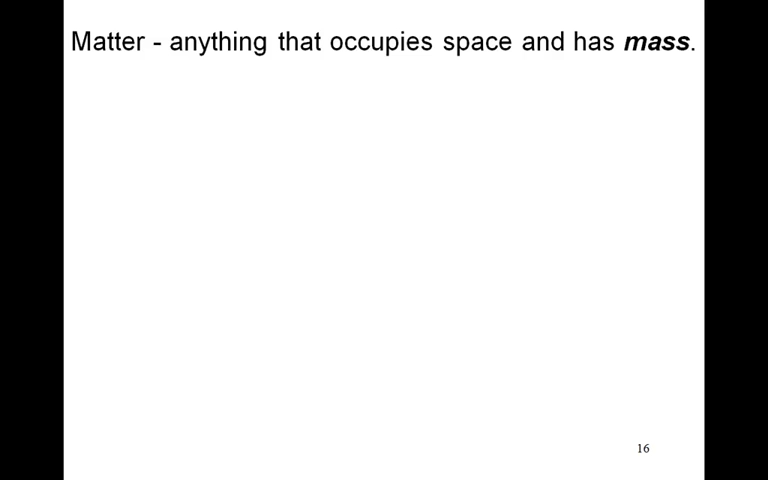 Matter - anything that occupies space and has mass.
16